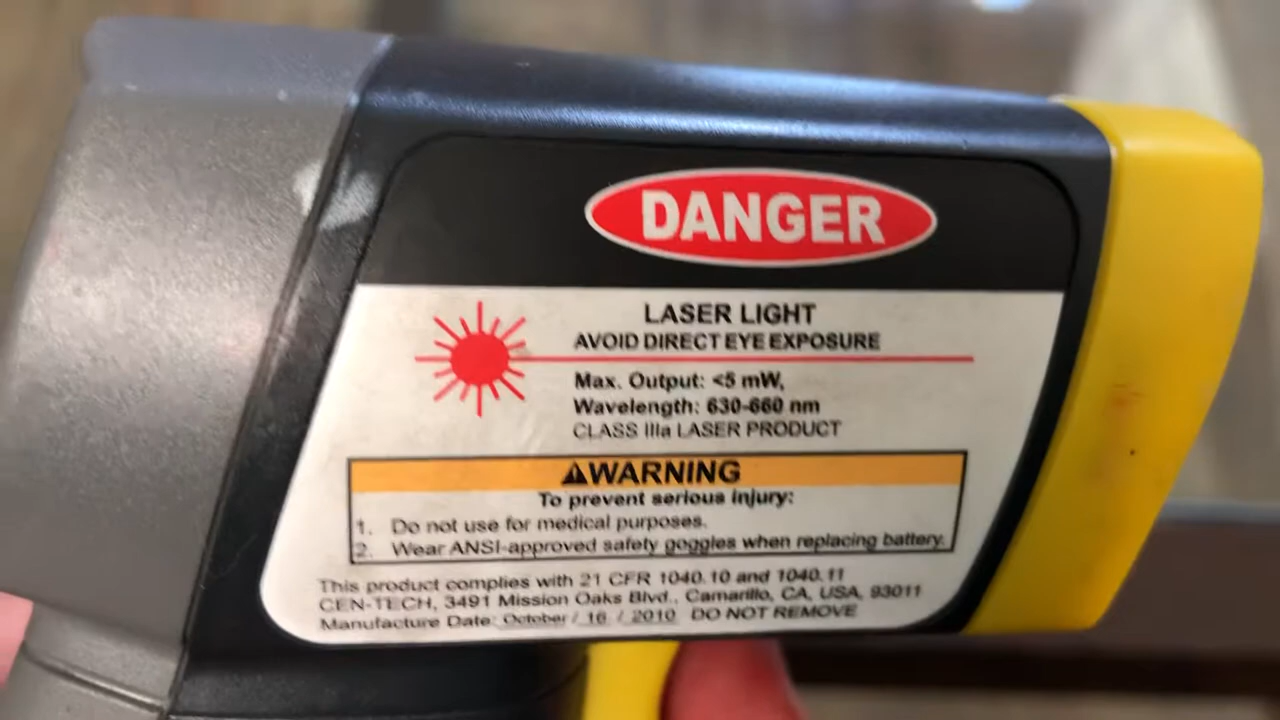 DANGER
LASER LIGHT
AVOID DIRECT EYE EXPOSURE
Max. Output: <5 mW,
Wavelength: 630-660 nm
CLASS IIIa LASER PRODUCT
⚠WARNING
To prevent serious injury:
1. Do not use for medical purposes.
2. Wear ANSI-approved safety goggles when replacing battery.
This product complies with 21 CFR 1040.10 and 1040.11
CEN-TECH, 3491 Mission Oaks Blvd., Camarillo, CA, USA, 93011
Manufacture Date: October / 16 / 2010 DO NOT REMOVE